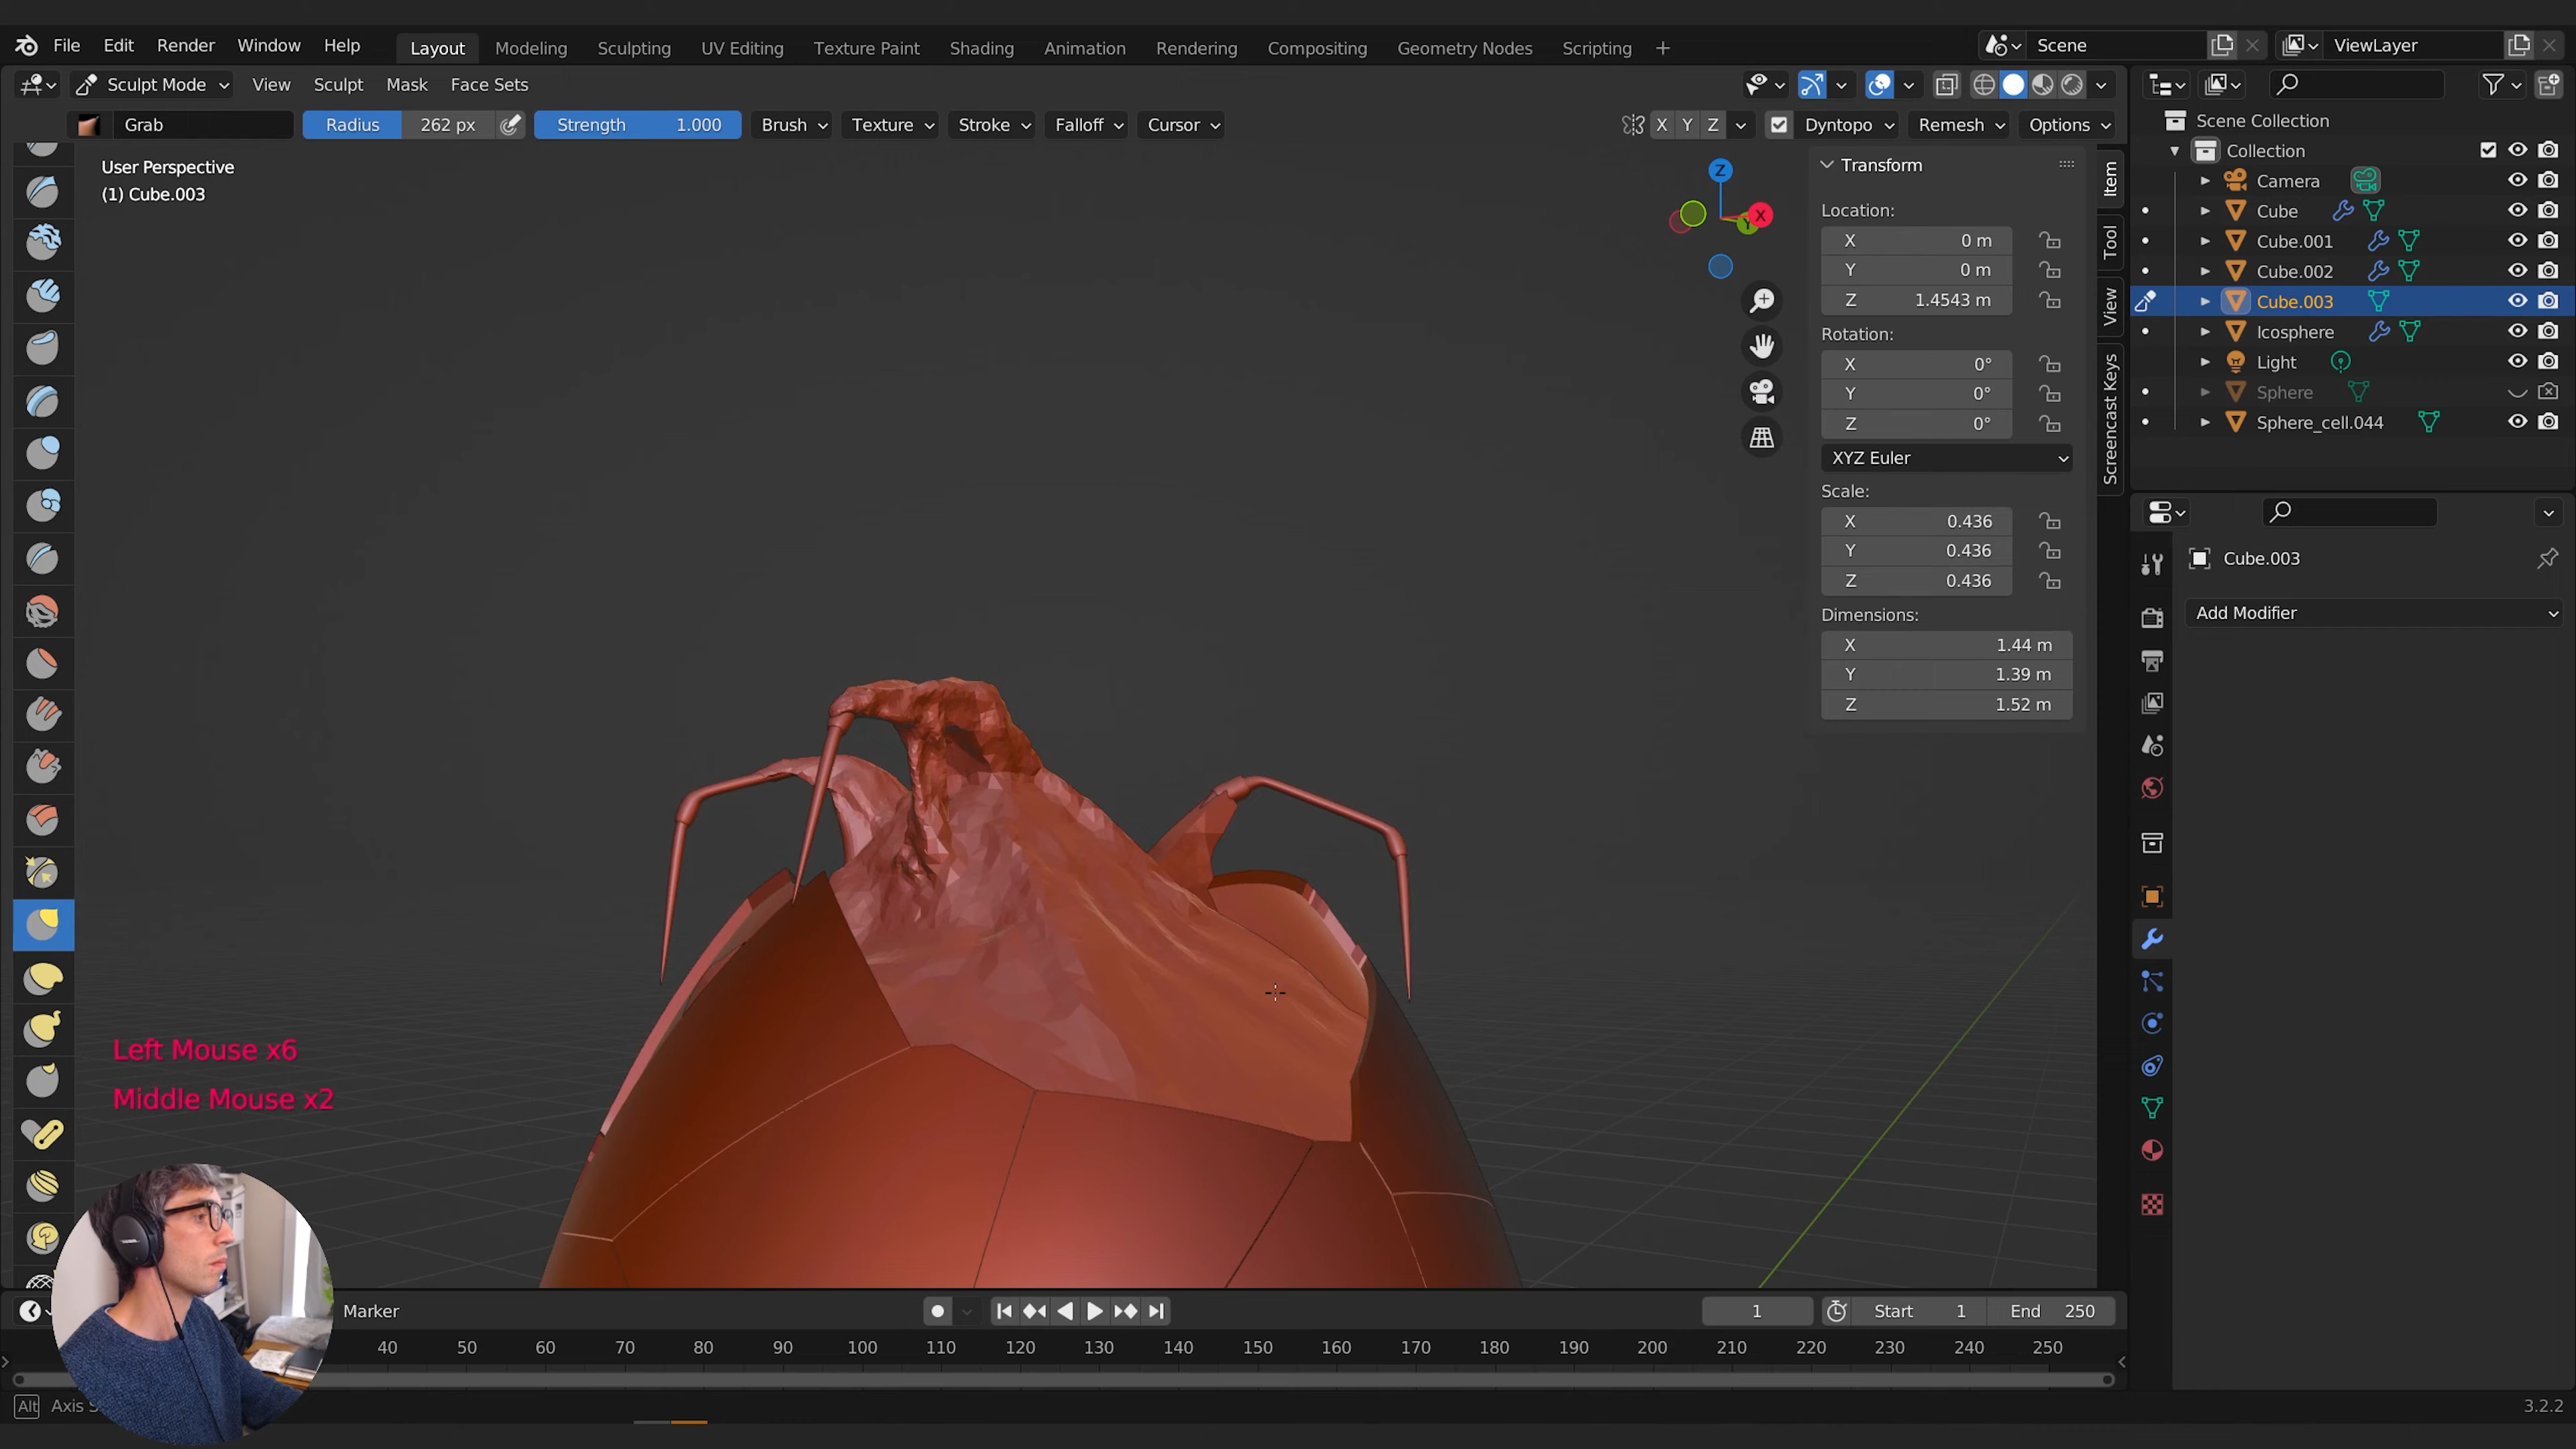 File Edit Render Window Help Layout Modeling Sculpting UV Editing Texture Paint Shading Animation Rendering Compositing Geometry Nodes Scripting Scene ViewLayer
Sculpt Mode View Sculpt Mask Face Sets
Grab Radius 262 px Strength 1.000 Brush Texture Stroke Falloff Cursor X Y Z Dyntopo Remesh Options
User Perspective
(1) Cube.003
Z
X
Y
Transform
Location:
X 0 m
Y 0 m
Z 1.4543 m
Rotation:
X 0°
Y 0°
Z 0°
XYZ Euler
Scale:
X 0.436
Y 0.436
Z 0.436
Dimensions:
X 1.44 m
Y 1.39 m
Z 1.52 m
Item
Tool
View
Screencast Keys
Scene Collection
Collection
Camera
Cube
Cube.001
Cube.002
Cube.003
Icosphere
Light
Sphere
Sphere_cell.044
Cube.003
Add Modifier
Left Mouse x6
Middle Mouse x2
Marker 1 Start 1 End 250
40 50 60 70 80 90 100 110 120 130 140 150 160 170 180 190 200 210 220 230 240 250
Alt Axis 3.2.2